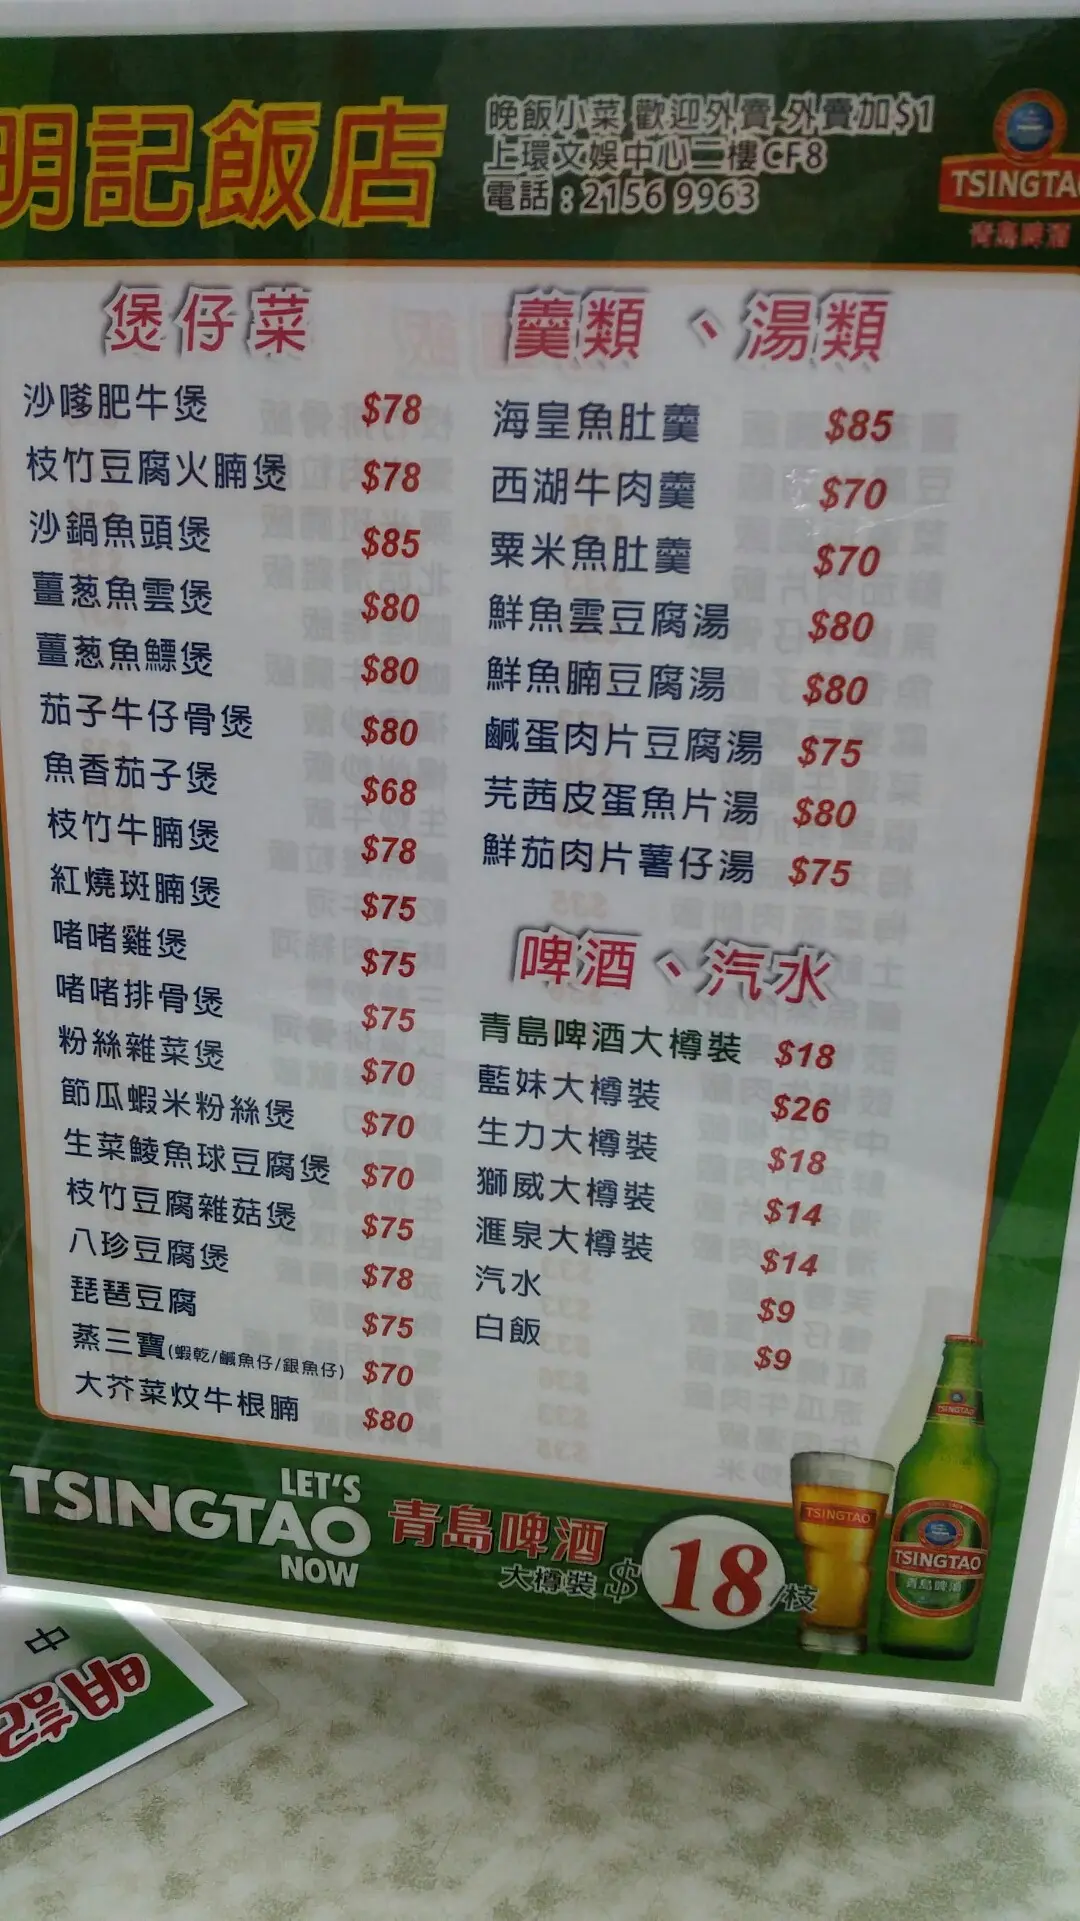 明記飯店
晚飯小菜 歡迎外賣 外賣加$1
上環文娛中心二樓CF8
電話：2156 9963
TSINGTA
青島啤酒
煲仔菜
沙嗲肥牛煲 $78
枝竹豆腐火腩煲 $78
沙鍋魚頭煲 $85
薑葱魚雲煲 $80
薑葱魚鰾煲 $80
茄子牛仔骨煲 $80
魚香茄子煲 $68
枝竹牛腩煲 $78
紅燒斑腩煲 $75
啫啫雞煲 $75
啫啫排骨煲 $75
粉絲雜菜煲 $70
節瓜蝦米粉絲煲 $70
生菜鯪魚球豆腐煲 $70
枝竹豆腐雜菇煲 $75
八珍豆腐煲 $78
琵琶豆腐 $75
蒸三寶(蝦乾/鹹魚仔/銀魚仔) $70
大芥菜炆牛根腩 $80
羹類、湯類
海皇魚肚羹 $85
西湖牛肉羹 $70
粟米魚肚羹 $70
鮮魚雲豆腐湯 $80
鮮魚腩豆腐湯 $80
鹹蛋肉片豆腐湯 $75
芫茜皮蛋魚片湯 $80
鮮茄肉片薯仔湯 $75
啤酒、汽水
青島啤酒大樽裝 $18
藍妹大樽裝 $26
生力大樽裝 $18
獅威大樽裝 $14
滙泉大樽裝 $14
汽水 $9
白飯 $9
LET'S
TSINGTAO
NOW
青島啤酒
大樽裝 $18/枝
TSINGTAO
TSINGTAO
TSINGTAO
青島啤酒
中
明記